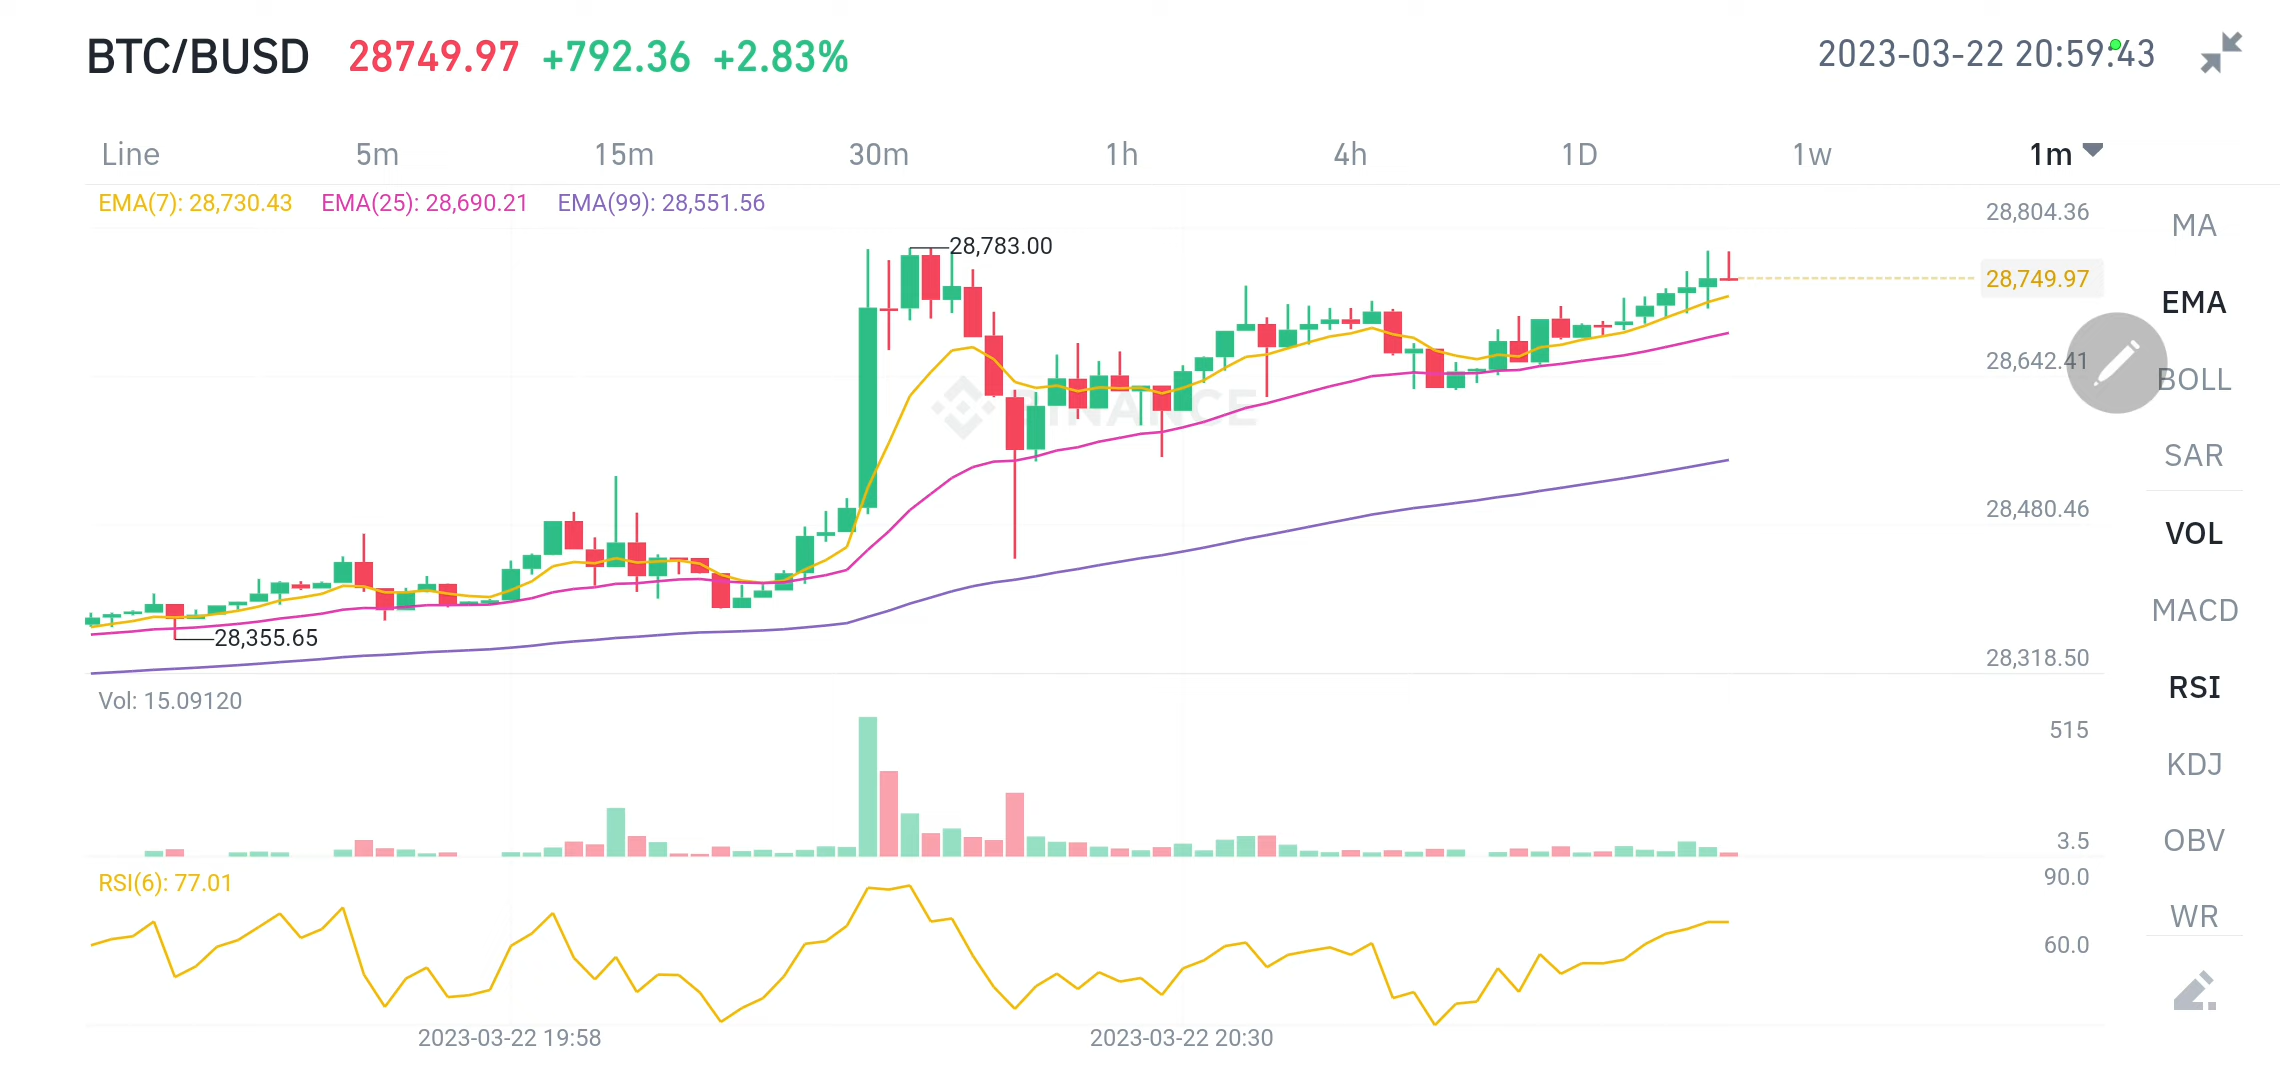 BTC/BUSD 28749.97 +792.36 +2.83% 2023-03-22 20:59:43
Line 5m 15m 30m 1h 4h 1D 1w 1m
EMA(7): 28,730.43 EMA(25): 28,690.21 EMA(99): 28,551.56
28,804.36
MA
28,783.00
28,749.97
EMA
28,642.41
BOLL
BINANCE
SAR
28,480.46
VOL
MACD
28,355.65
28,318.50
RSI
Vol: 15.09120
515
KDJ
3.5
OBV
RSI(6): 77.01
90.0
WR
60.0
2023-03-22 19:58 2023-03-22 20:30